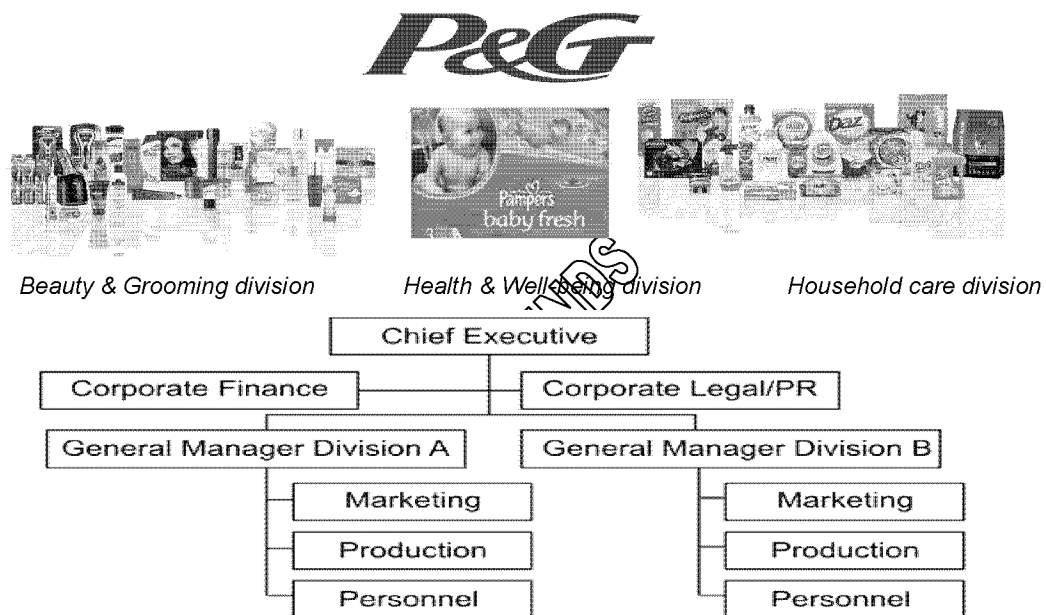 P&G
Daz
Pampers
baby fresh
Beauty & Grooming division
Health & Well-being division
Household care division
Chief Executive
Corporate Finance
Corporate Legal/PR
General Manager Division A
General Manager Division B
Marketing
Marketing
Production
Production
Personnel
Personnel